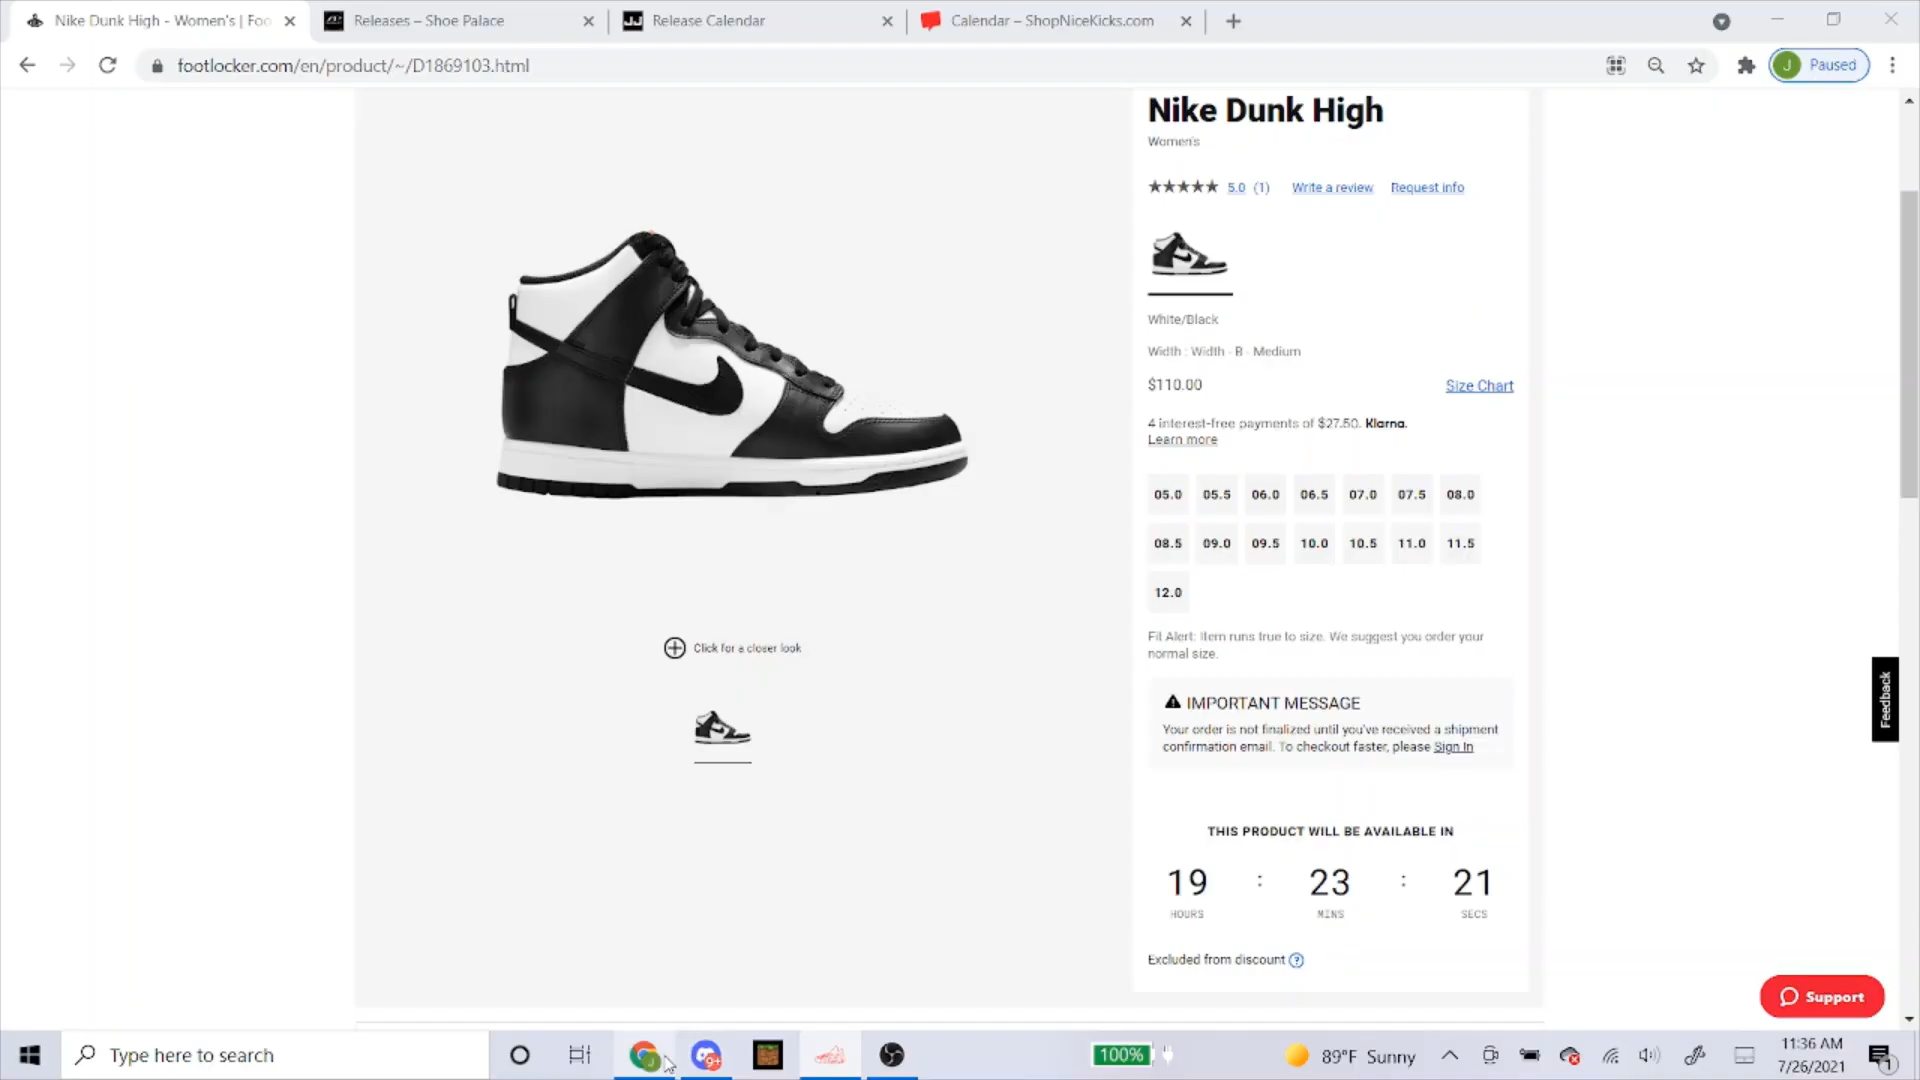 Nike Dunk High - Women's | Foo
Releases – Shoe Palace
Release Calendar
Calendar – ShopNiceKicks.com
footlocker.com/en/product/~/D1869103.html
J Paused
Nike Dunk High
Women's
5.0 (1) Write a review Request info
White/Black
Width : Width - B - Medium
$110.00 Size Chart
4 interest-free payments of $27.50. Klarna.
Learn more
05.0 05.5 06.0 06.5 07.0 07.5 08.0
08.5 09.0 09.5 10.0 10.5 11.0 11.5
12.0
Fit Alert: Item runs true to size. We suggest you order your
normal size.
Click for a closer look
IMPORTANT MESSAGE
Your order is not finalized until you've received a shipment
confirmation email. To checkout faster, please Sign In
Feedback
THIS PRODUCT WILL BE AVAILABLE IN
19 : 23 : 21
HOURS MINS SECS
Excluded from discount ?
Support
Type here to search
9+
100%
89°F Sunny
11:36 AM
7/26/2021
1